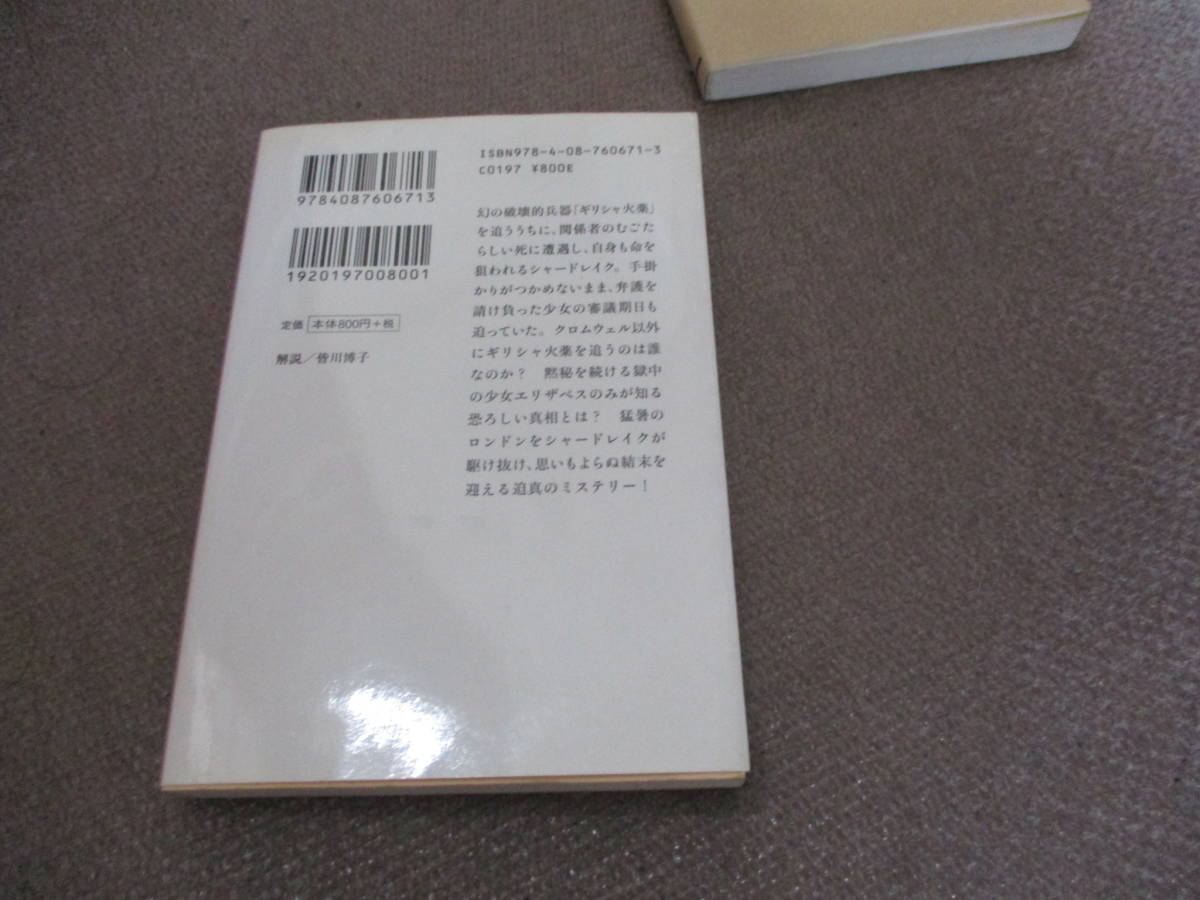 9784087606713
1920197008001
定価 本体800円+税
解説／皆川博子
ISBN978-4-08-760671-3
C0197 ¥800E
幻の破壊的兵器「ギリシャ火薬」
を追ううちに、関係者のむごた
らしい死に遭遇し、自身も命を
狙われるシャードレイク。手掛
かりがつかめないまま、弁護を
請け負った少女の審議期日も
迫っていた。クロムウェル以外
にギリシャ火薬を追うのは誰
なのか？　黙秘を続ける獄中
の少女エリザベスのみが知る
恐ろしい真相とは？　猛暑の
ロンドンをシャードレイクが
駆け抜け、思いもよらぬ結末を
迎える迫真のミステリー！